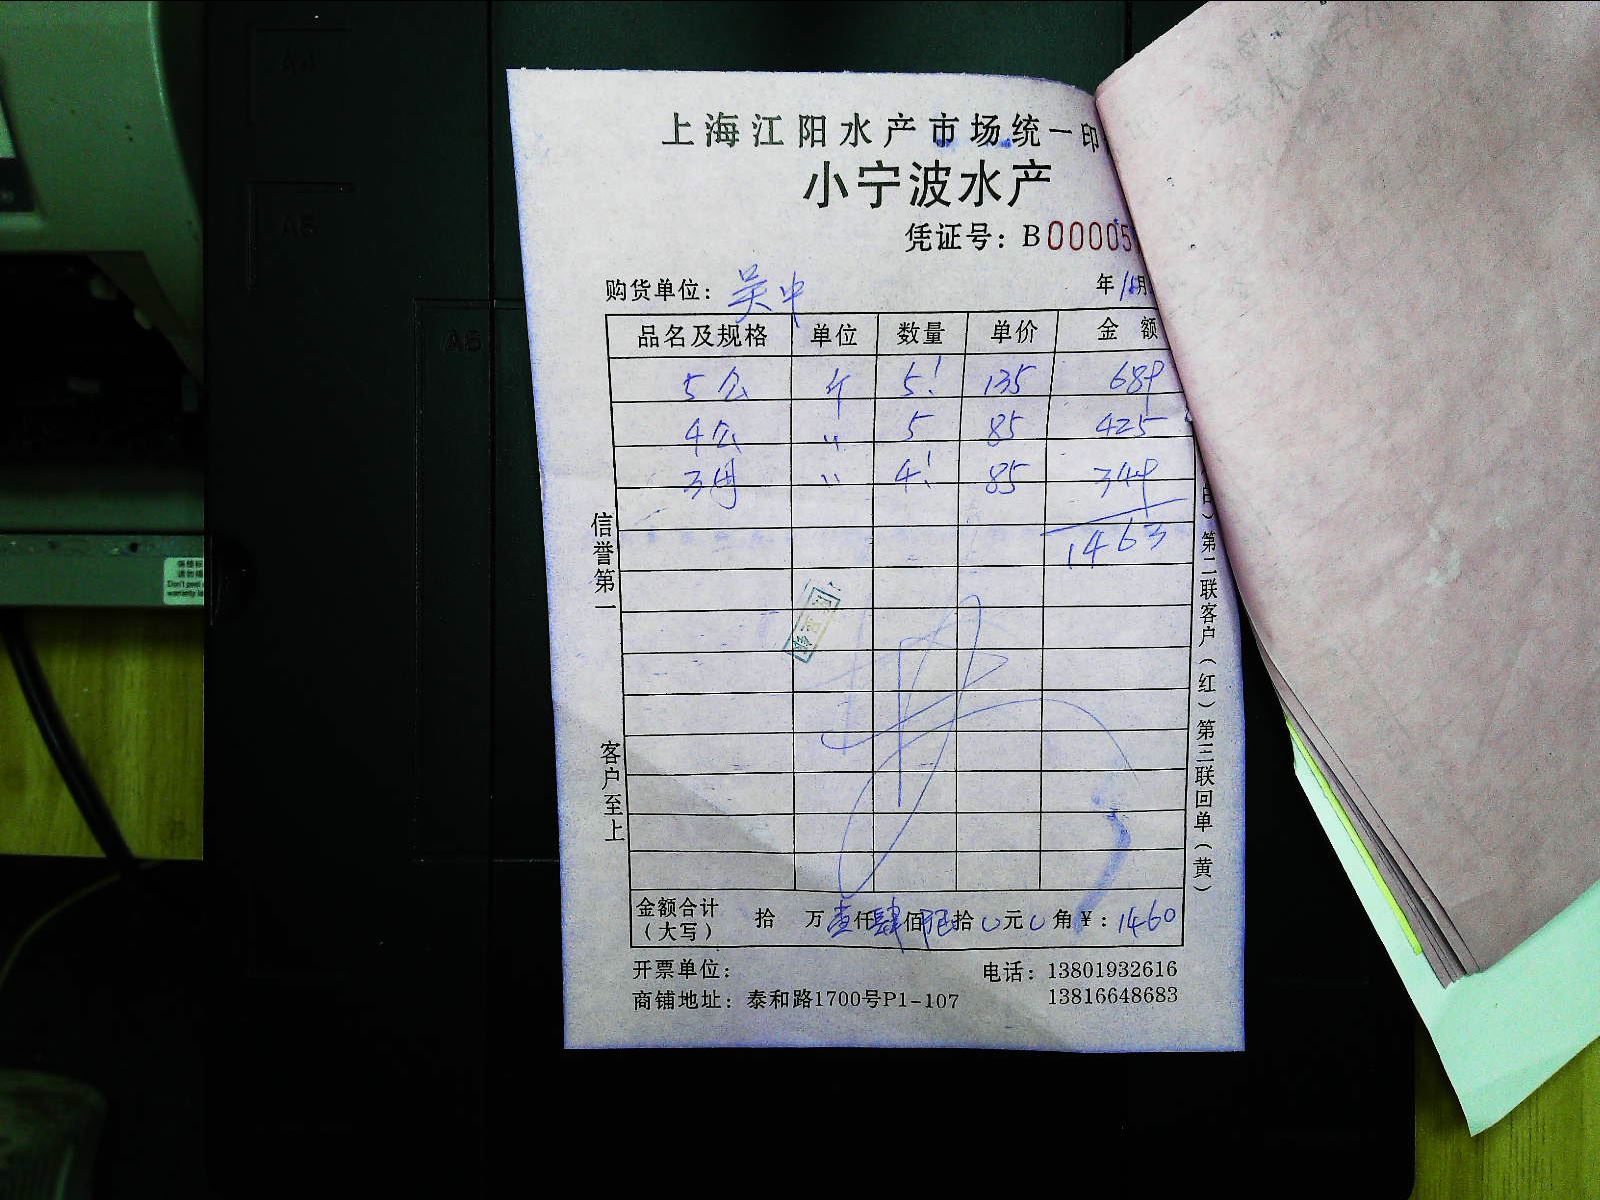 上海江阳水产市场统一印
小宁波水产
凭证号：B00005
购货单位：吴中 年 月
品名及规格 单位 数量 单价 金额
5公 斤 5! 135 689
4公 〃 5 85 425
3母 〃 4! 85 349
1463
信誉第一
客户至上
第二联客户（红）第三联回单（黄）
金额合计（大写） 拾 万壹仟肆佰陆拾0元0角￥：1460
开票单位： 电话：13801932616
商铺地址：泰和路1700号P1-107 13816648683
A4
A5
Don't peel